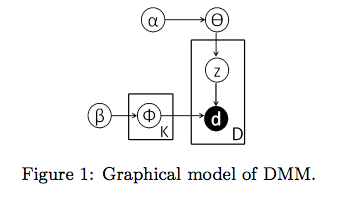 α Θ
z
β Φ d
K D
Figure 1: Graphical model of DMM.